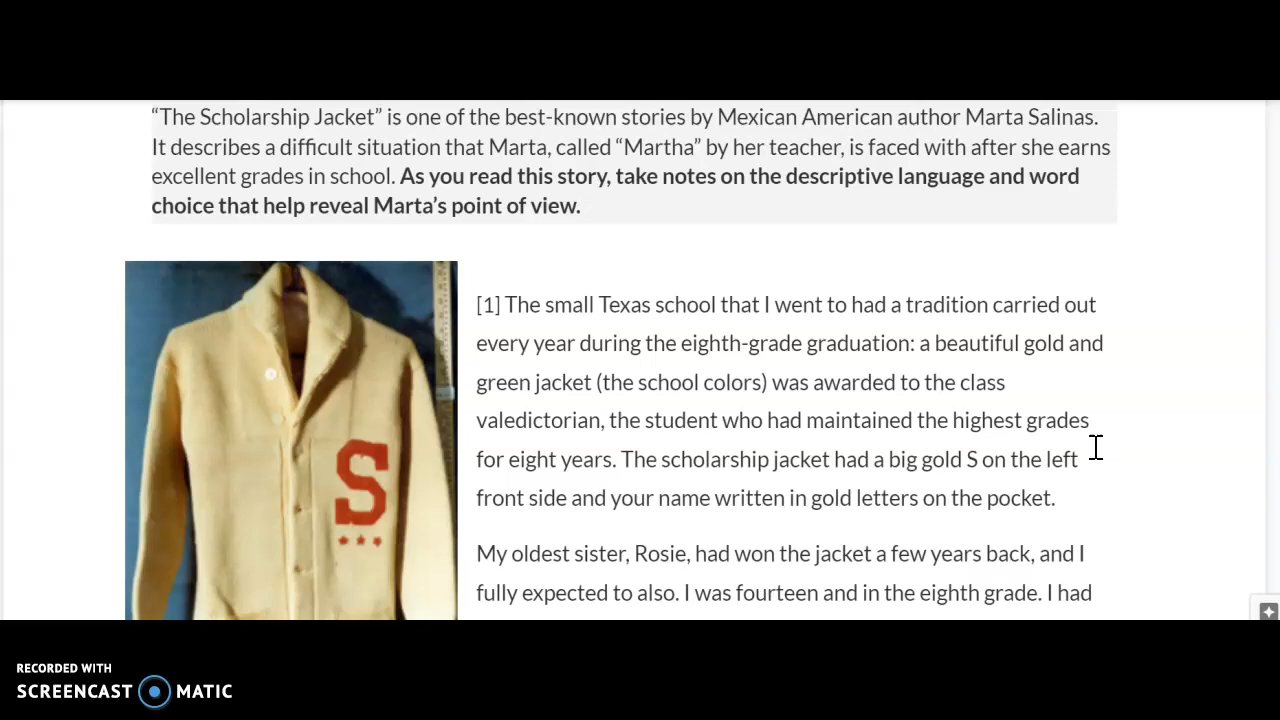 “The Scholarship Jacket” is one of the best-known stories by Mexican American author Marta Salinas.
It describes a difficult situation that Marta, called “Martha” by her teacher, is faced with after she earns
excellent grades in school. As you read this story, take notes on the descriptive language and word
choice that help reveal Marta’s point of view.
S
[1] The small Texas school that I went to had a tradition carried out
every year during the eighth-grade graduation: a beautiful gold and
green jacket (the school colors) was awarded to the class
valedictorian, the student who had maintained the highest grades
for eight years. The scholarship jacket had a big gold S on the left
front side and your name written in gold letters on the pocket.
My oldest sister, Rosie, had won the jacket a few years back, and I
fully expected to also. I was fourteen and in the eighth grade. I had
RECORDED WITH
SCREENCAST MATIC